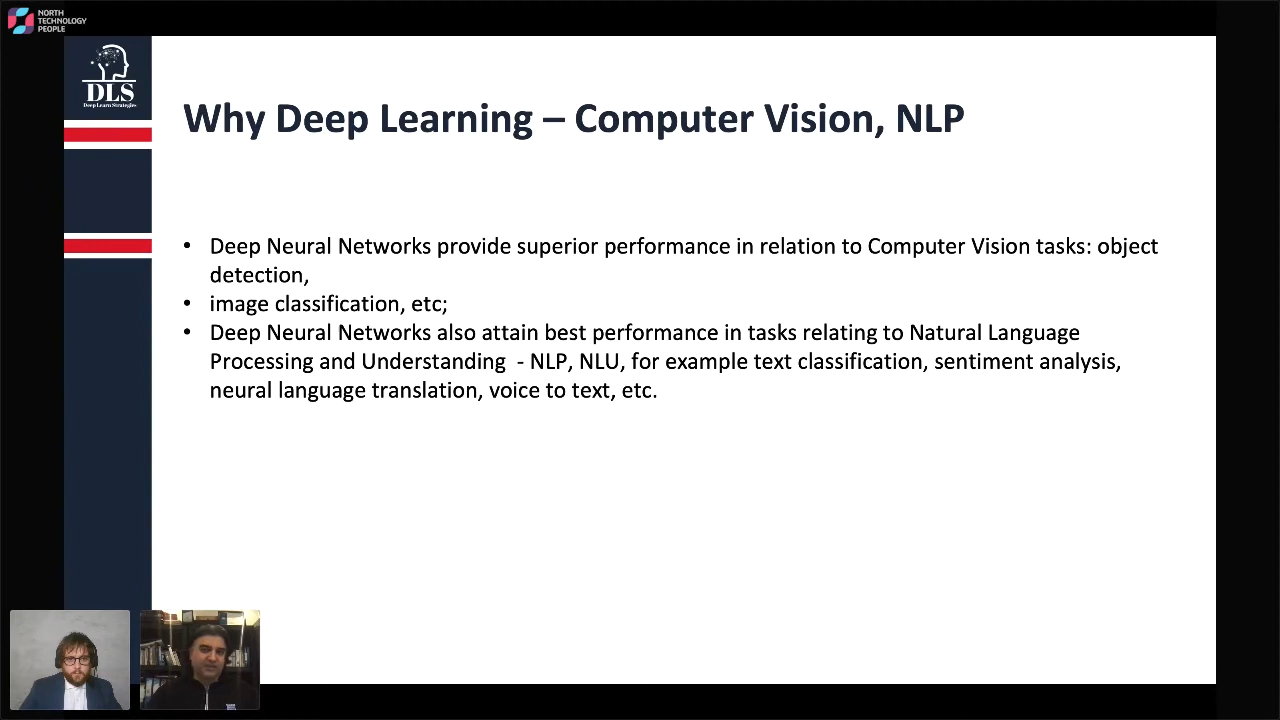 NORTH
TECHNOLOGY
PEOPLE
DLS
Deep Learn Strategies
Why Deep Learning – Computer Vision, NLP
• Deep Neural Networks provide superior performance in relation to Computer Vision tasks: object
detection,
• image classification, etc;
• Deep Neural Networks also attain best performance in tasks relating to Natural Language
Processing and Understanding  - NLP, NLU, for example text classification, sentiment analysis,
neural language translation, voice to text, etc.